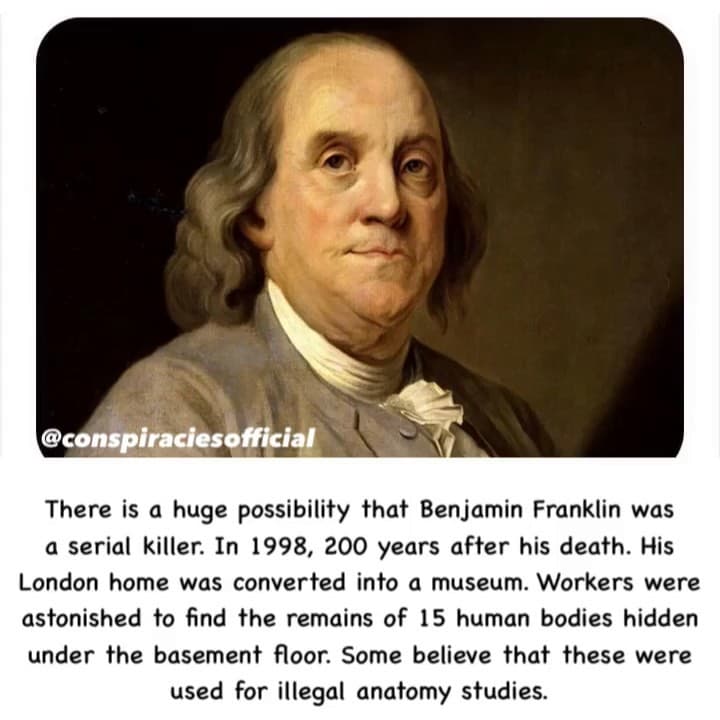 @conspiraciesofficial
There is a huge possibility that Benjamin Franklin was
a serial killer. In 1998, 200 years after his death. His
London home was converted into a museum. Workers were
astonished to find the remains of 15 human bodies hidden
under the basement floor. Some believe that these were
used for illegal anatomy studies.